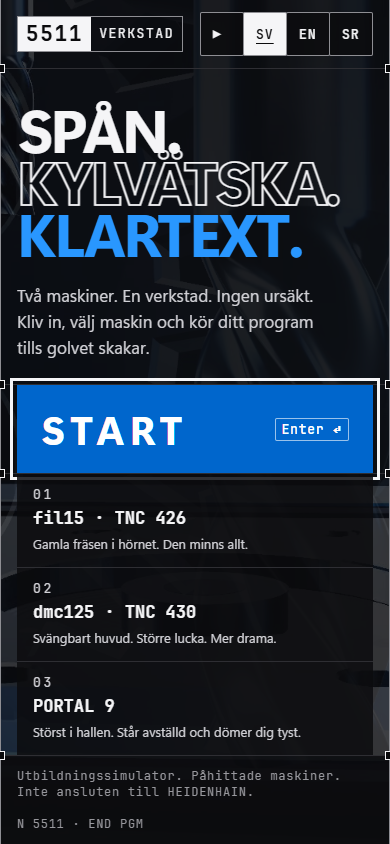 5511 VERKSTAD ▶ SV EN SR
SPÅN.
KYLVÄTSKA.
KLARTEXT.
Två maskiner. En verkstad. Ingen ursäkt.
Kliv in, välj maskin och kör ditt program
tills golvet skakar.
START Enter ⏎
01
fil15 · TNC 426
Gamla fräsen i hörnet. Den minns allt.
02
dmc125 · TNC 430
Svängbart huvud. Större lucka. Mer drama.
03
PORTAL 9
Störst i hallen. Står avställd och dömer dig tyst.
Utbildningssimulator. Påhittade maskiner.
Inte ansluten till HEIDENHAIN.
N 5511 · END PGM